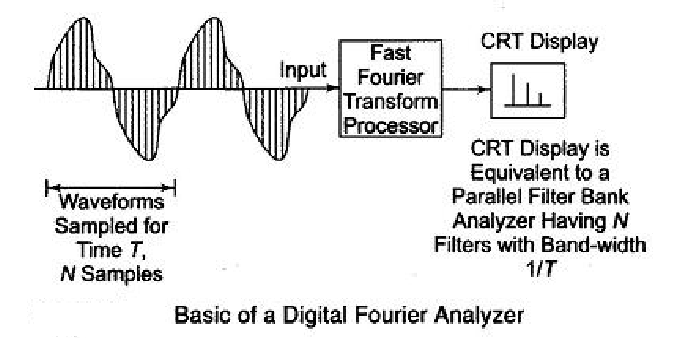 Input
Fast
Fourier
Transform
Processor
CRT Display
CRT Display is
Equivalent to a
Parallel Filter Bank
Analyzer Having N
Filters with Band-width
1/T
Waveforms
Sampled for
Time T,
N Samples
Basic of a Digital Fourier Analyzer